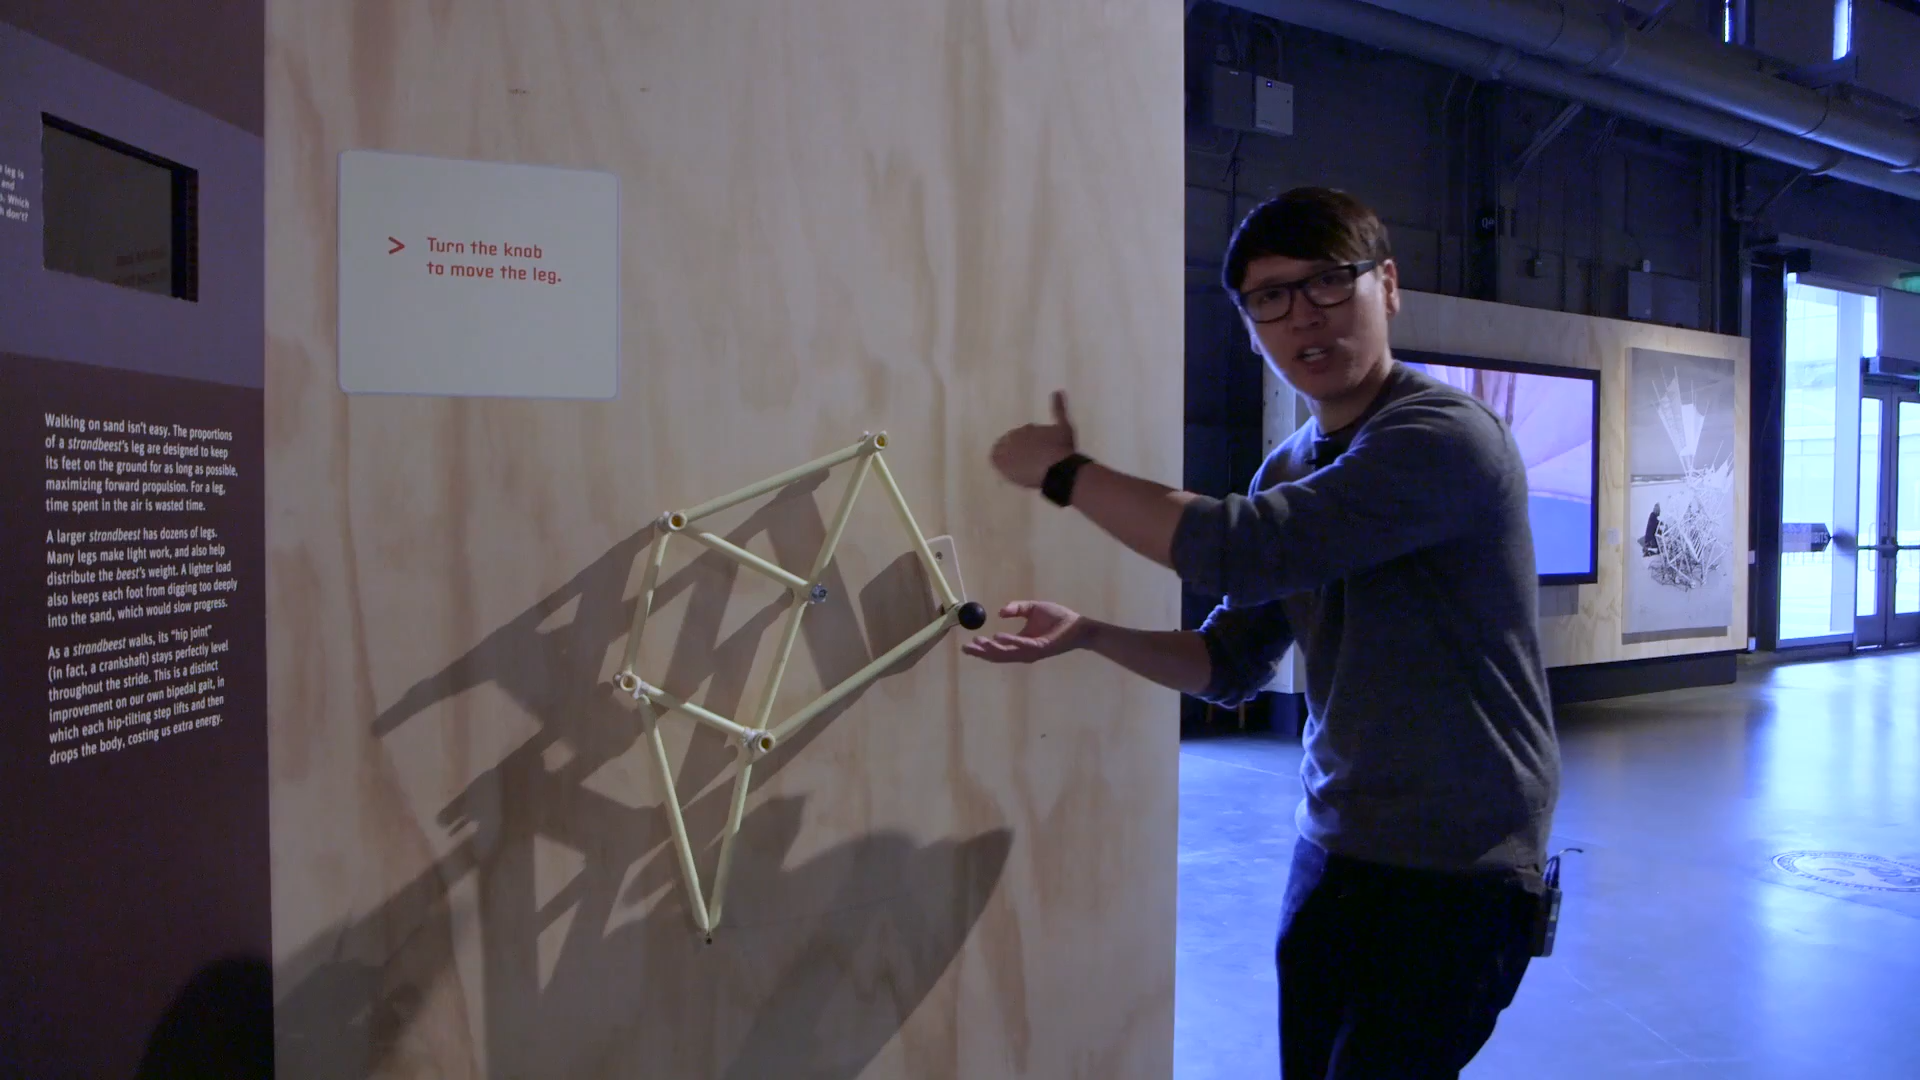 leg is
and
Which
don't?
> Turn the knob
to move the leg.
Walking on sand isn't easy. The proportions
of a strandbeest's leg are designed to keep
its feet on the ground for as long as possible,
maximizing forward propulsion. For a leg,
time spent in the air is wasted time.
A larger strandbeest has dozens of legs.
Many legs make light work, and also help
distribute the beest's weight. A lighter load
also keeps each foot from digging too deeply
into the sand, which would slow progress.
As a strandbeest walks, its "hip joint"
(in fact, a crankshaft) stays perfectly level
throughout the stride. This is a distinct
improvement on our own bipedal gait, in
which each hip-tilting step lifts and then
drops the body, costing us extra energy.